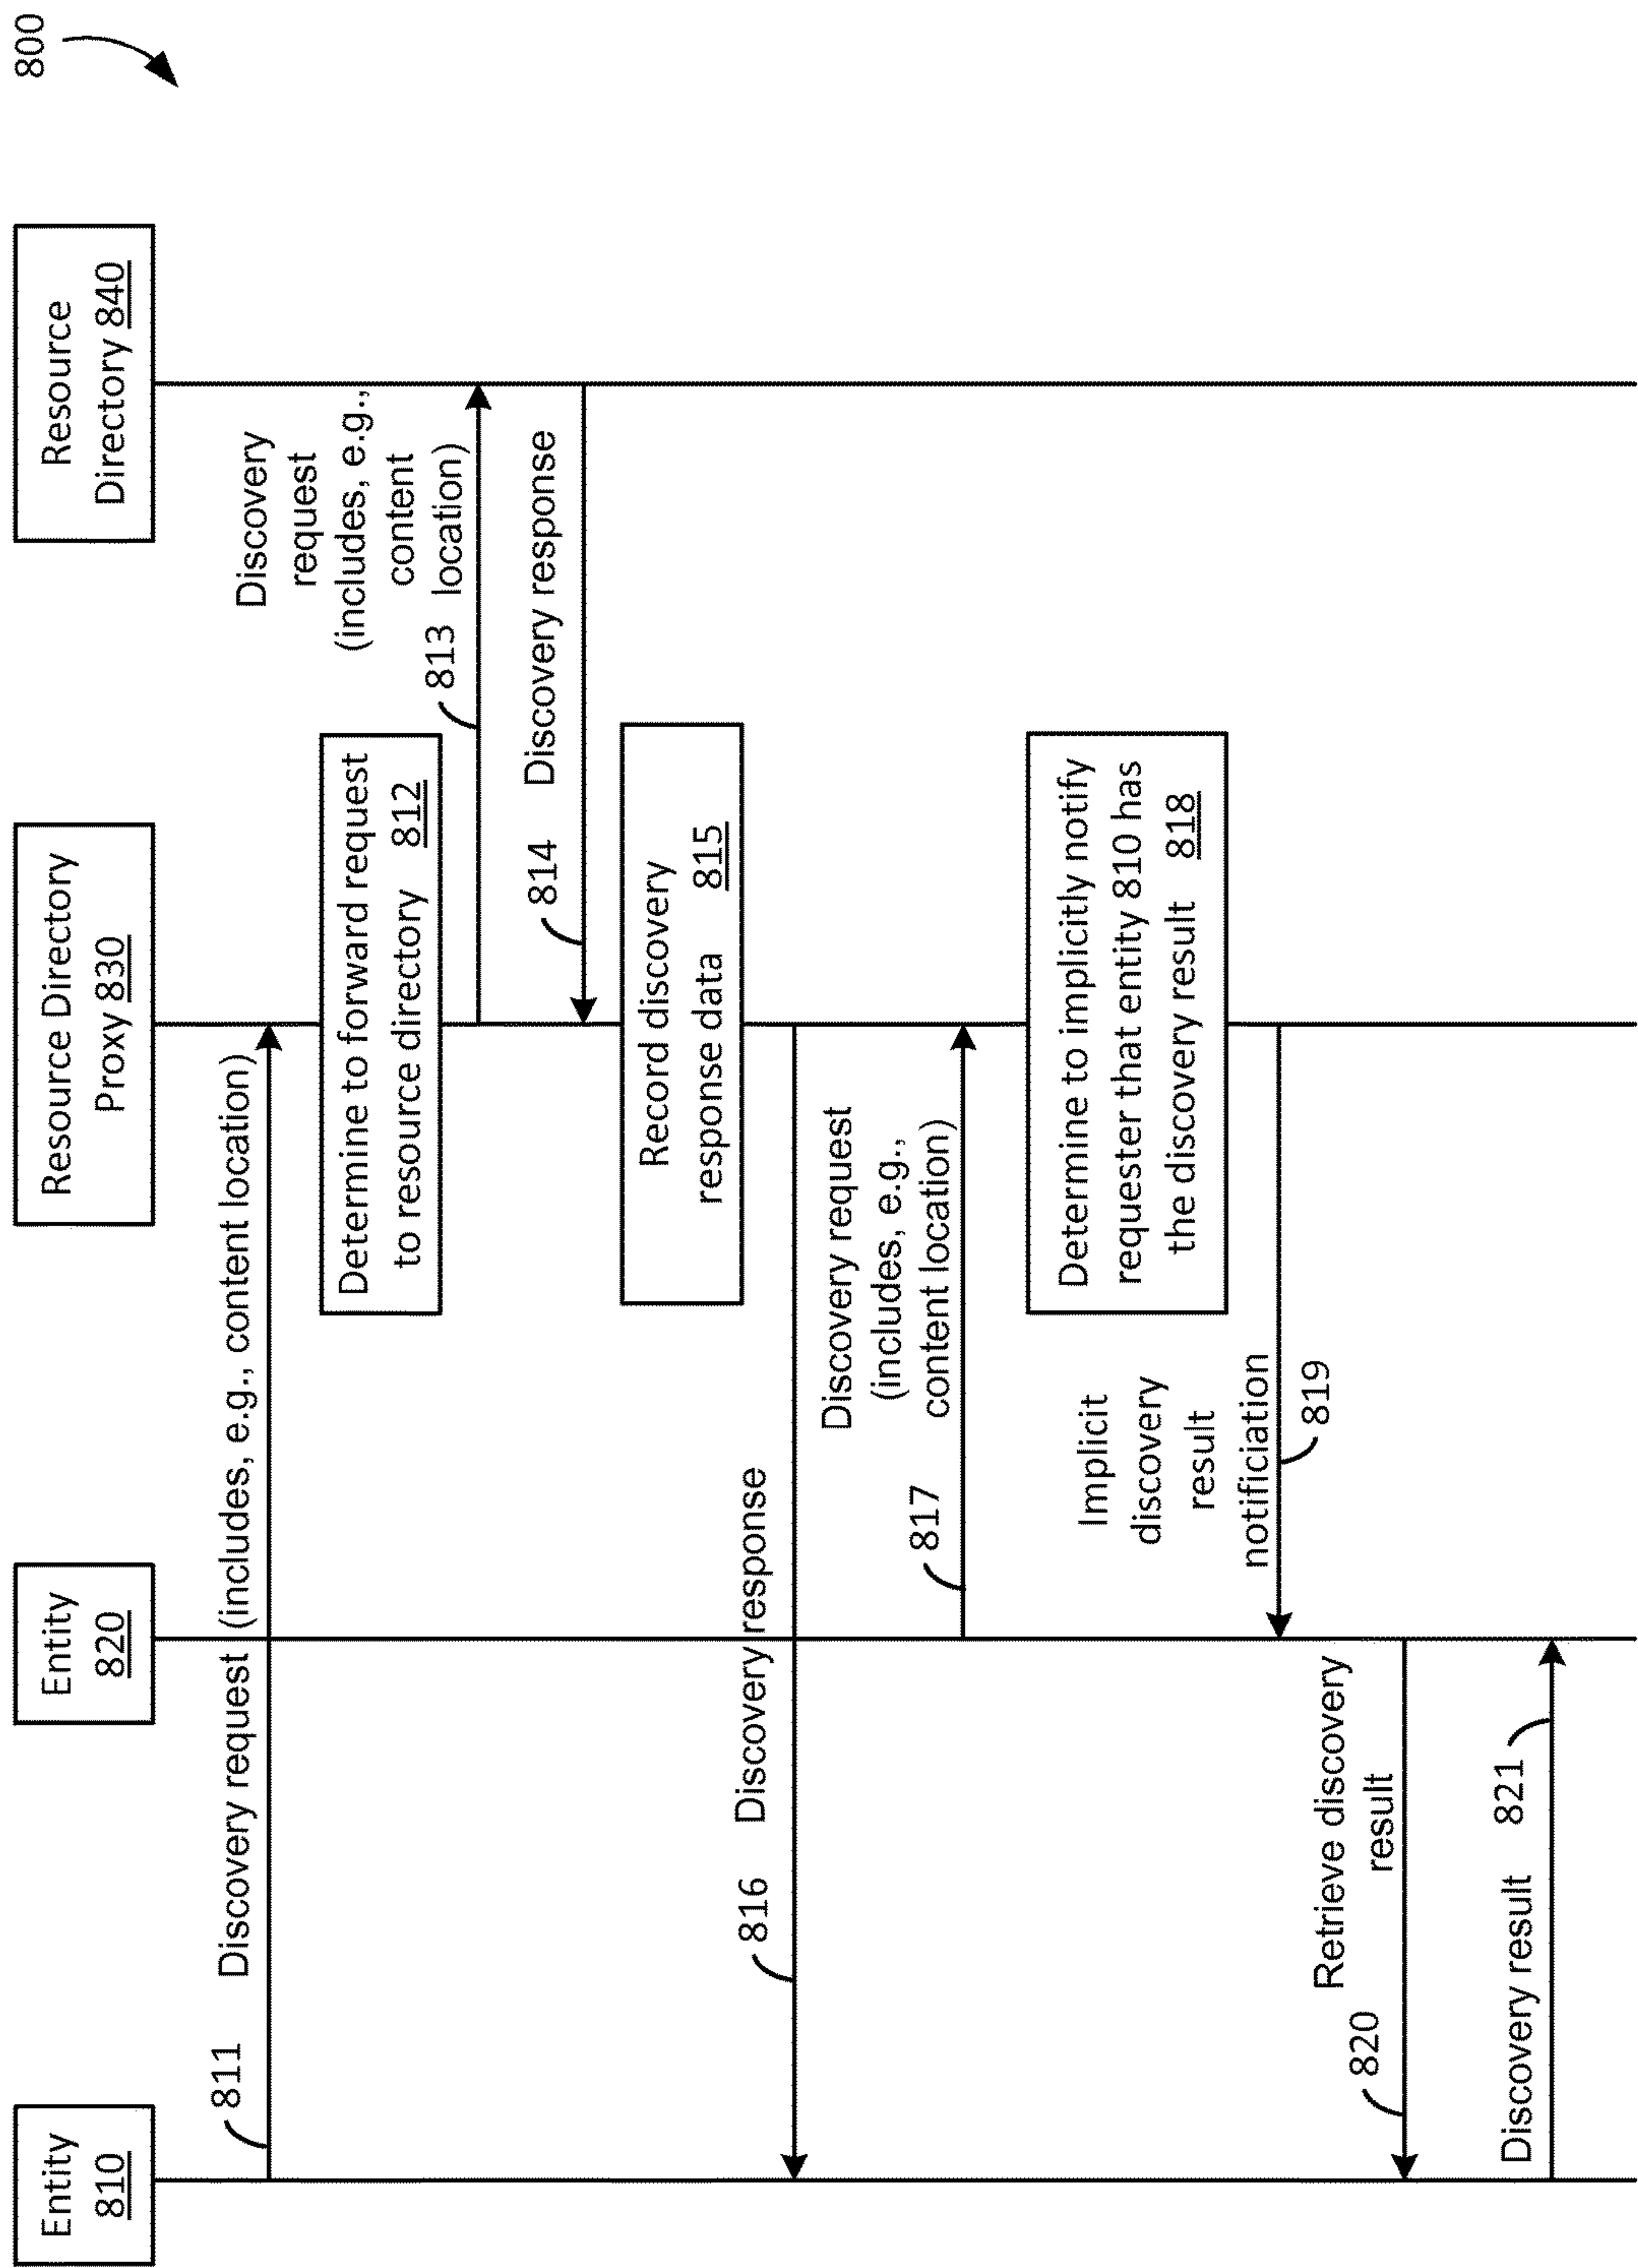 800
Entity
810
Entity
820
Resource Directory
Proxy 830
Resource
Directory 840
811
Discovery request (includes, e.g., content location)
Determine to forward request
to resource directory 812
Discovery
request
(includes, e.g.,
content
location)
813
814
Discovery response
Record discovery
response data 815
816
Discovery response
Discovery request
(includes, e.g.,
content location)
817
Determine to implicitly notify
requester that entity 810 has
the discovery result 818
Implicit
discovery
result
notificiation
819
Retrieve discovery
result
820
Discovery result
821